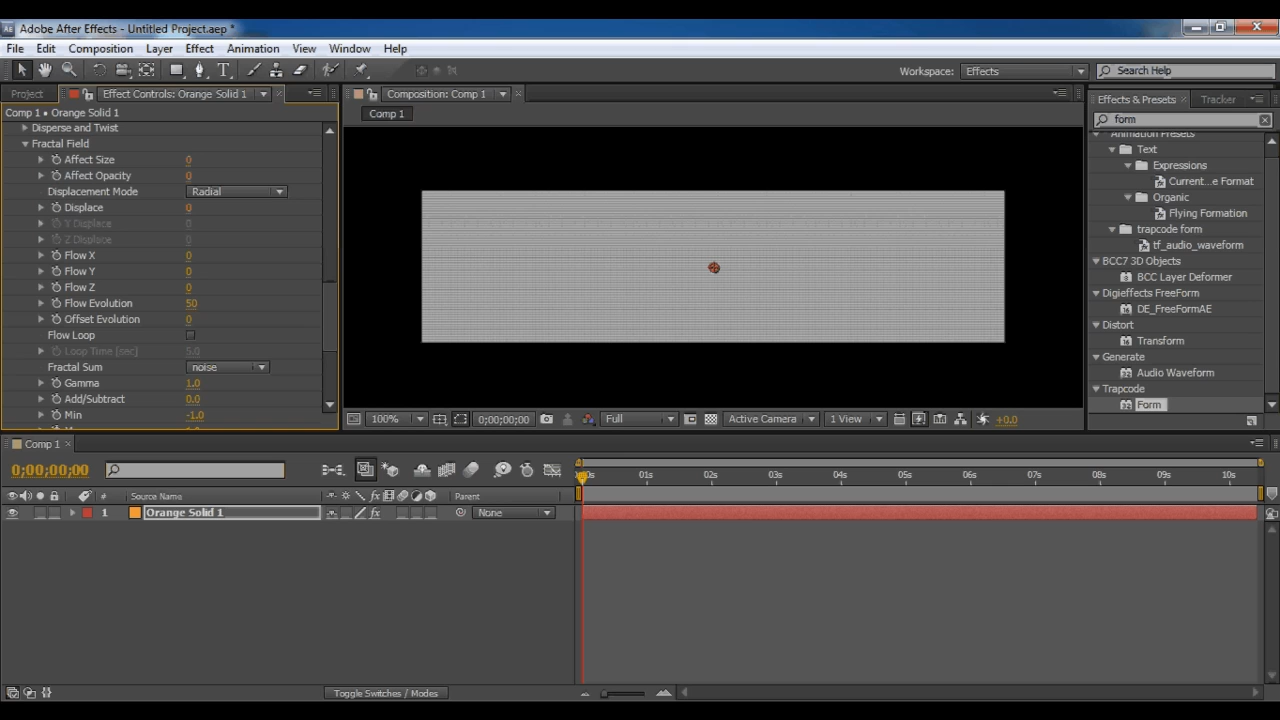 Adobe After Effects - Untitled Project.aep *
File Edit Composition Layer Effect Animation View Window Help
Workspace: Effects Search Help
Project Effect Controls: Orange Solid 1 Composition: Comp 1 Effects & Presets Tracker
Comp 1 • Orange Solid 1
Comp 1
form
Disperse and Twist
Fractal Field
Affect Size 0
Affect Opacity 0
Displacement Mode Radial
Displace 0
Y Displace 0
Z Displace 0
Flow X 0
Flow Y 0
Flow Z 0
Flow Evolution 50
Offset Evolution 0
Flow Loop
Loop Time [sec] 5.0
Fractal Sum noise
Gamma 1.0
Add/Subtract 0.0
Min -1.0
Animation Presets
Text
Expressions
Current...e Format
Organic
Flying Formation
trapcode form
tf_audio_waveform
BCC7 3D Objects
BCC Layer Deformer
Digieffects FreeForm
DE_FreeFormAE
Distort
Transform
Generate
Audio Waveform
Trapcode
Form
100% 0;00;00;00 Full Active Camera 1 View +0.0
Comp 1
0;00;00;00
01s 02s 03s 04s 05s 06s 07s 08s 09s 10s
# Source Name Parent
1 Orange Solid 1 None
Toggle Switches / Modes